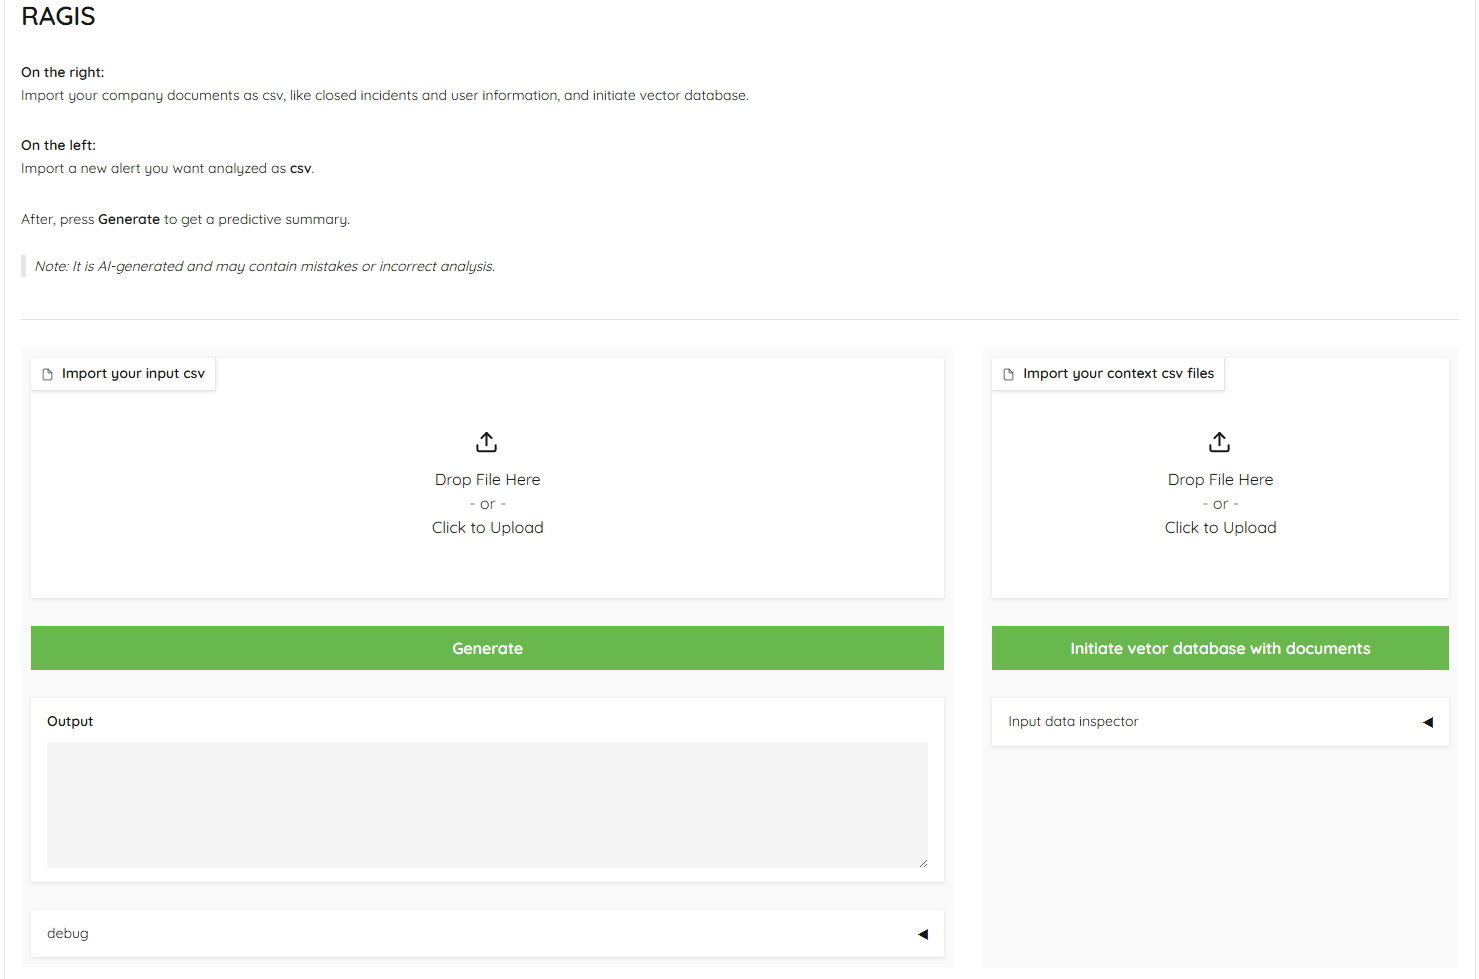 RAGIS
On the right:
Import your company documents as csv, like closed incidents and user information, and initiate vector database.
On the left:
Import a new alert you want analyzed as csv.
After, press Generate to get a predictive summary.
Note: It is AI-generated and may contain mistakes or incorrect analysis.
Import your input csv
Drop File Here
- or -
Click to Upload
Generate
Output
debug
Import your context csv files
Drop File Here
- or -
Click to Upload
Initiate vetor database with documents
Input data inspector